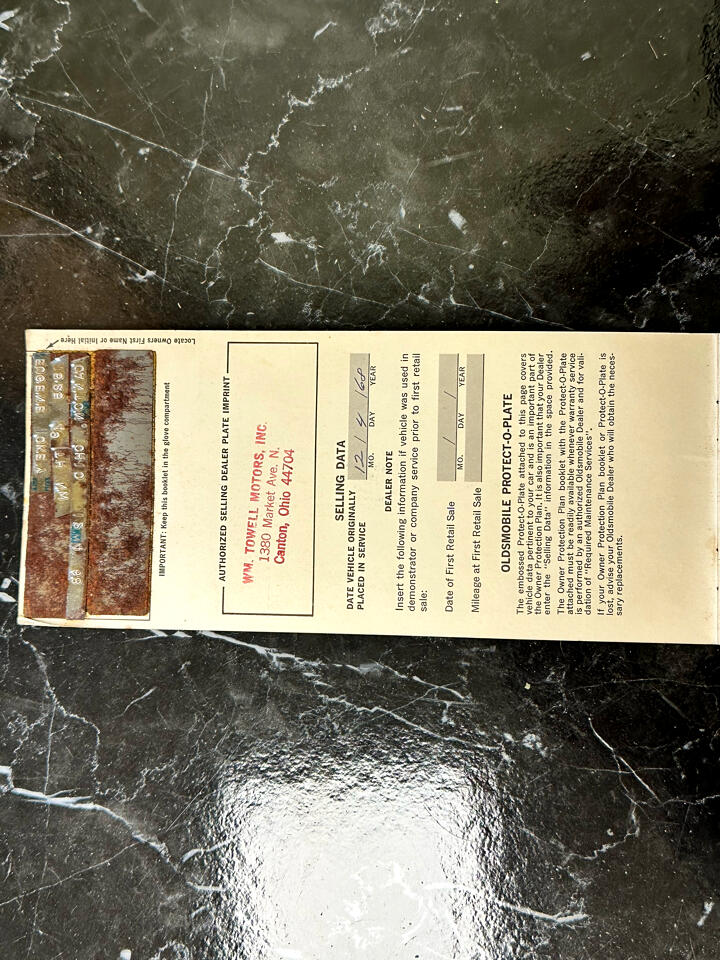 Locate Owners First Name or Initial Here
IMPORTANT: Keep this booklet in the glove compartment
AUTHORIZED SELLING DEALER PLATE IMPRINT
WM. TOWELL MOTORS, INC.
1380 Market Ave. N.
Canton, Ohio 44704
SELLING DATA
DATE VEHICLE ORIGINALLY
PLACED IN SERVICE
12 4 68
MO. DAY YEAR
DEALER NOTE
Insert the following information if vehicle was used in
demonstrator or company service prior to first retail
sale:
Date of First Retail Sale
MO. DAY YEAR
Mileage at First Retail Sale
OLDSMOBILE PROTECT-O-PLATE
The embossed Protect-o-Plate attached to this page covers
vehicle data pertinent to your car and is an important part of
the Owner Protection Plan. It is also important that your Dealer
enter the "Selling Data" information in the space provided.
The Owner Protection Plan booklet with the Protect-O-Plate
attached must be readily available whenever warranty service
is performed by an authorized Oldsmobile Dealer and for vali-
dation of "Required Maintenance Services".
If your Owner Protection Plan booklet or Protect-O-Plate is
lost, advise your Oldsmobile Dealer who will obtain the neces-
sary replacements.